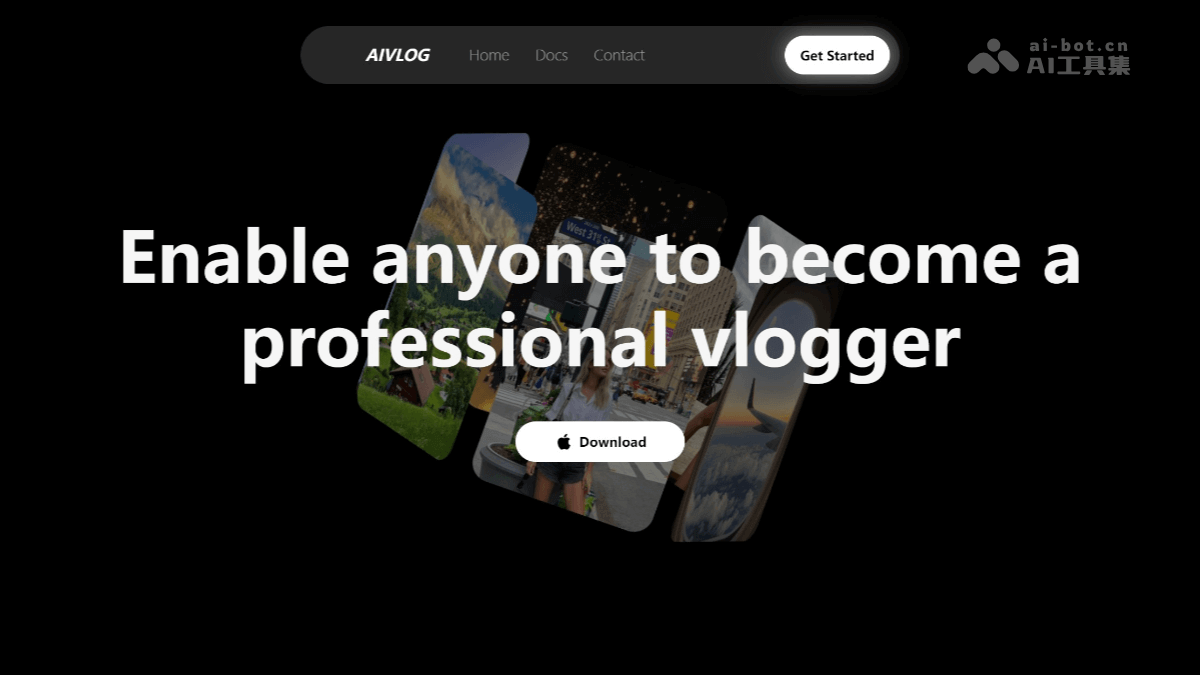 AIVLOG
Home
Docs
Contact
Get Started
ai-bot.cn
AI工具集
West 31st St
Enable anyone to become a
professional vlogger
Download